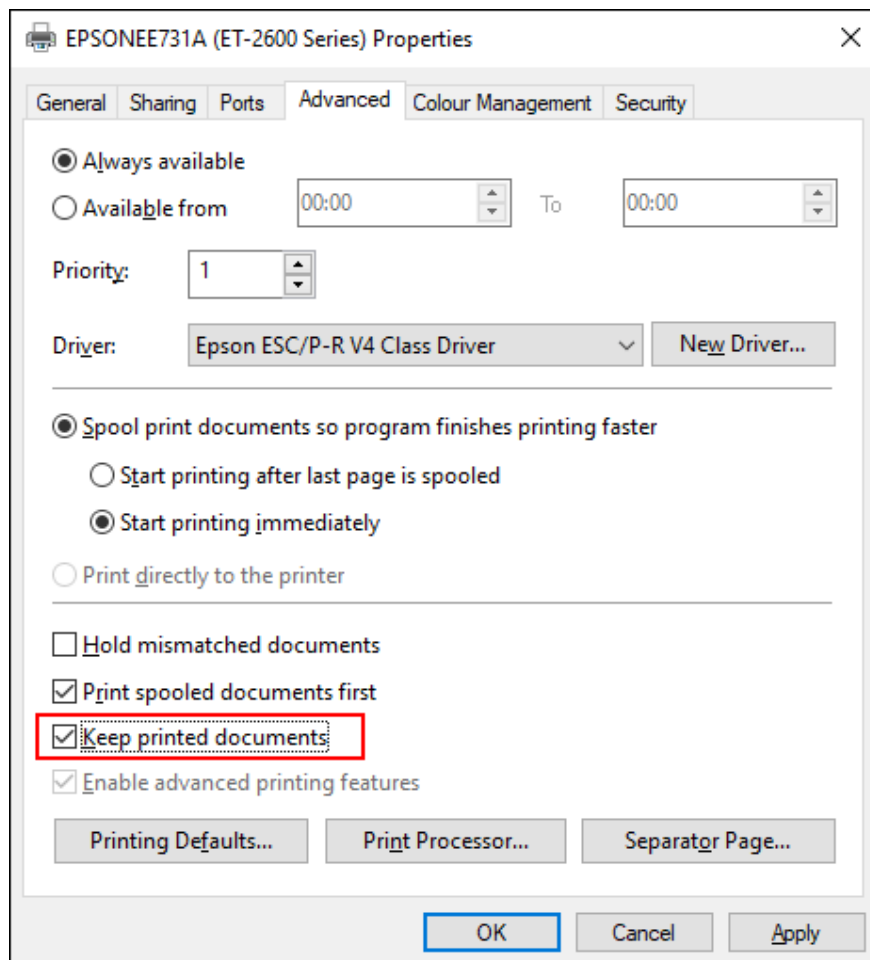 EPSONEE731A (ET-2600 Series) Properties
General Sharing Ports Advanced Colour Management Security
Always available
Available from 00:00 To 00:00
Priority: 1
Driver: Epson ESC/P-R V4 Class Driver New Driver...
Spool print documents so program finishes printing faster
Start printing after last page is spooled
Start printing immediately
Print directly to the printer
Hold mismatched documents
Print spooled documents first
Keep printed documents
Enable advanced printing features
Printing Defaults... Print Processor... Separator Page...
OK Cancel Apply